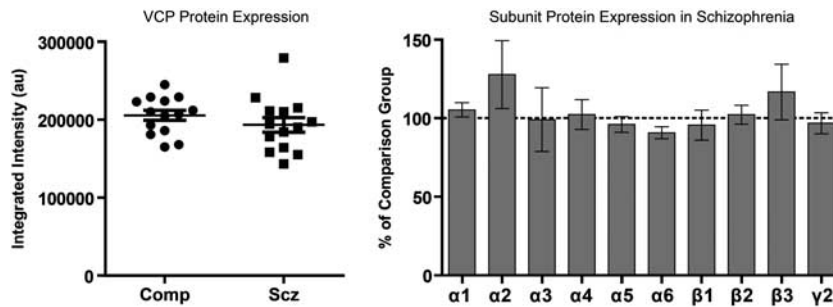 VCP Protein Expression
Integrated Intensity (au)
300000
200000
100000
0
Comp
Scz
Subunit Protein Expression in Schizophrenia
% of Comparison Group
150
100
50
0
α1 α2 α3 α4 α5 α6 β1 β2 β3 γ2